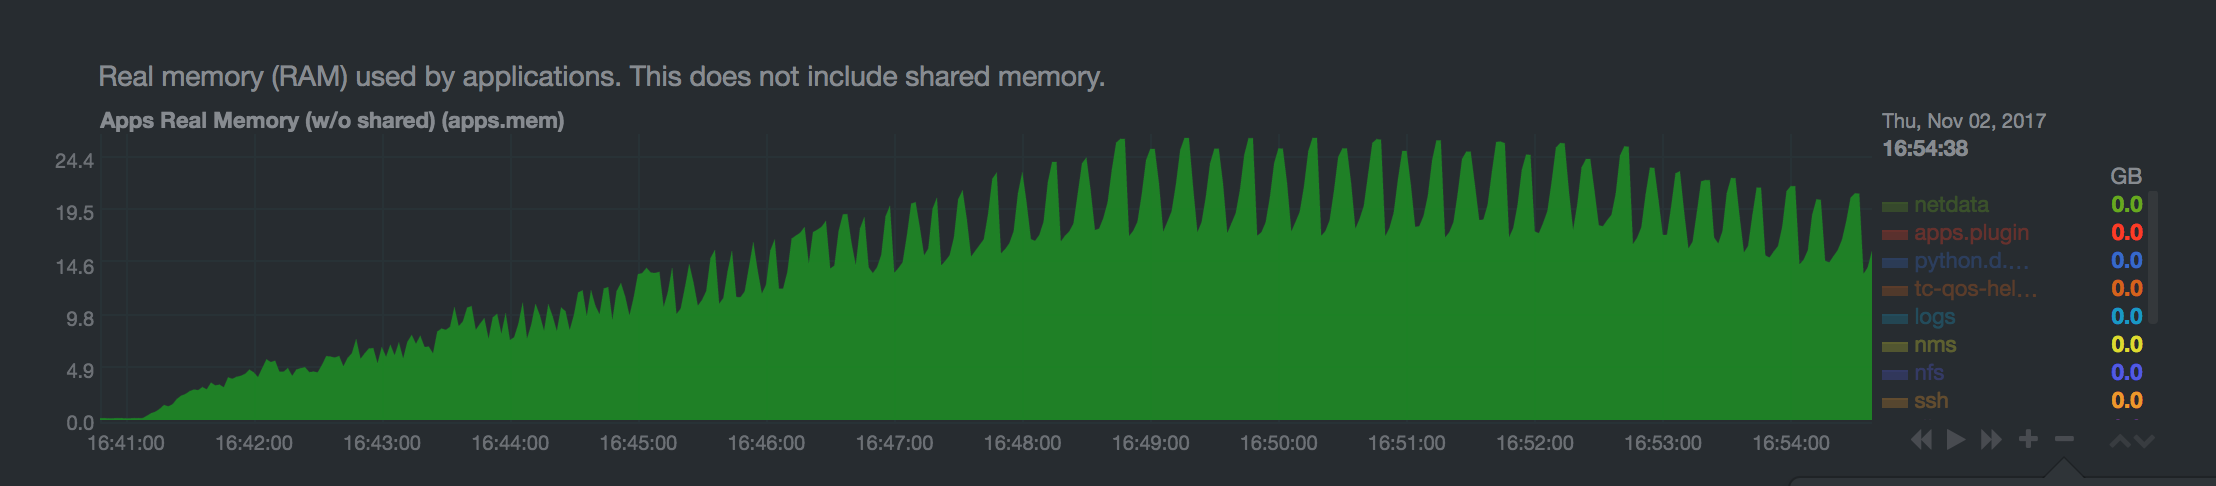 Real memory (RAM) used by applications. This does not include shared memory.
Apps Real Memory (w/o shared) (apps.mem)
Thu, Nov 02, 2017
16:54:38
GB
24.4
19.5
14.6
9.8
4.9
0.0
netdata 0.0
apps.plugin 0.0
python.d.... 0.0
tc-qos-hel... 0.0
logs 0.0
nms 0.0
nfs 0.0
ssh 0.0
16:41:00 16:42:00 16:43:00 16:44:00 16:45:00 16:46:00 16:47:00 16:48:00 16:49:00 16:50:00 16:51:00 16:52:00 16:53:00 16:54:00